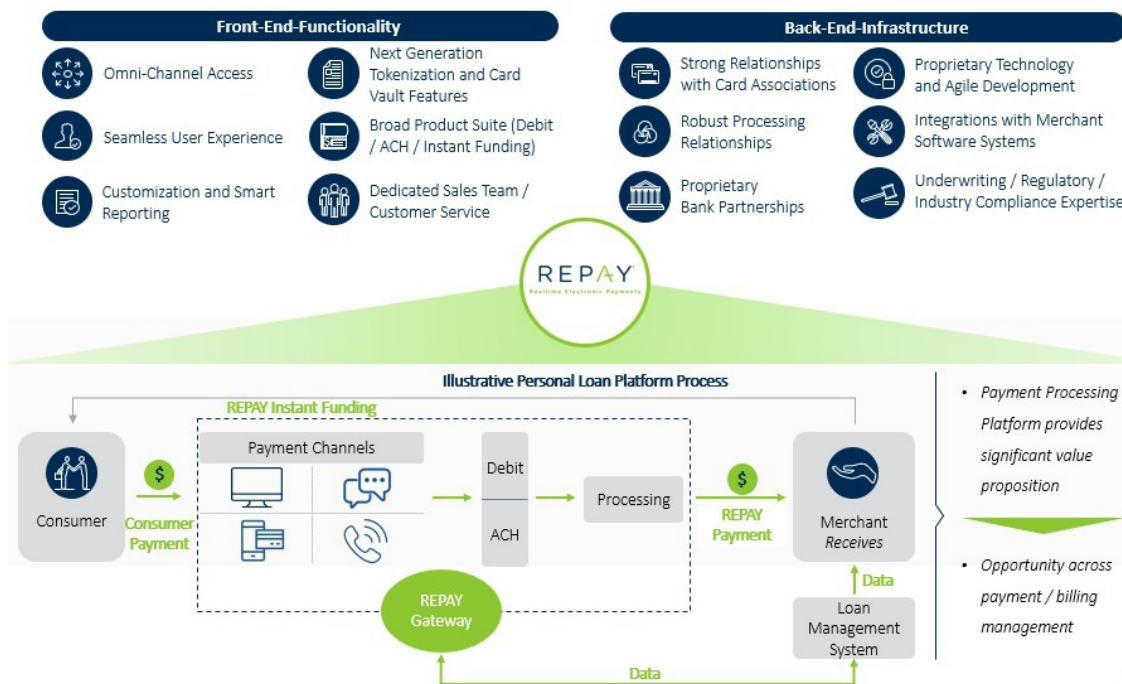 Front-End-Functionality
Omni-Channel Access
Next Generation
Tokenization and Card
Vault Features
Seamless User Experience
Broad Product Suite (Debit
/ ACH / Instant Funding)
Customization and Smart
Reporting
Dedicated Sales Team /
Customer Service
Back-End-Infrastructure
Strong Relationships
with Card Associations
Proprietary Technology
and Agile Development
Robust Processing
Relationships
Integrations with Merchant
Software Systems
Proprietary
Bank Partnerships
Underwriting / Regulatory /
Industry Compliance Expertise
REPAY
Realtime Electronic Payments
Illustrative Personal Loan Platform Process
REPAY Instant Funding
Consumer
$
Consumer
Payment
Payment Channels
Debit
ACH
Processing
$
REPAY
Payment
Merchant
Receives
Data
Loan
Management
System
REPAY
Gateway
Data
• Payment Processing
Platform provides
significant value
proposition
• Opportunity across
payment / billing
management